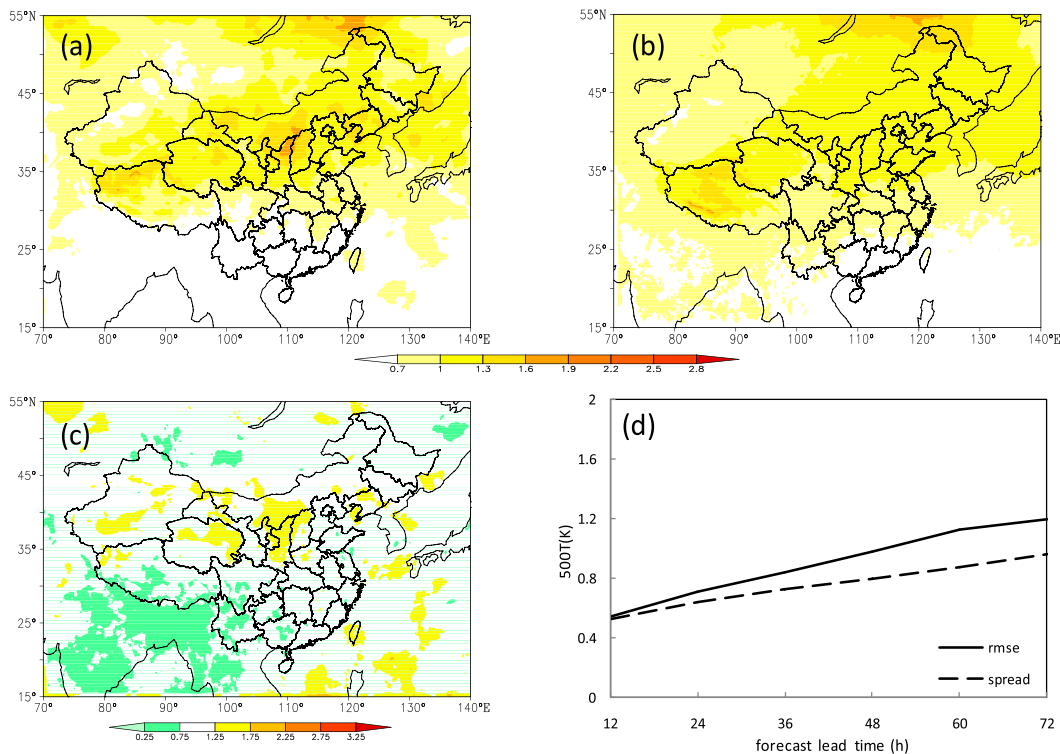 (a)
55°N
45°
35°
25°
15°
70° 80° 90° 100° 110° 120° 130° 140°E
(b)
55°N
45°
35°
25°
15°
70° 80° 90° 100° 110° 120° 130° 140°E
0.7 1 1.3 1.6 1.9 2.2 2.5 2.8
(c)
55°N
45°
35°
25°
15°
70° 80° 90° 100° 110° 120° 130° 140°E
0.25 0.75 1.25 1.75 2.25 2.75 3.25
(d)
500T(K)
2
1.6
1.2
0.8
0.4
0
rmse
spread
12 24 36 48 60 72
forecast lead time (h)